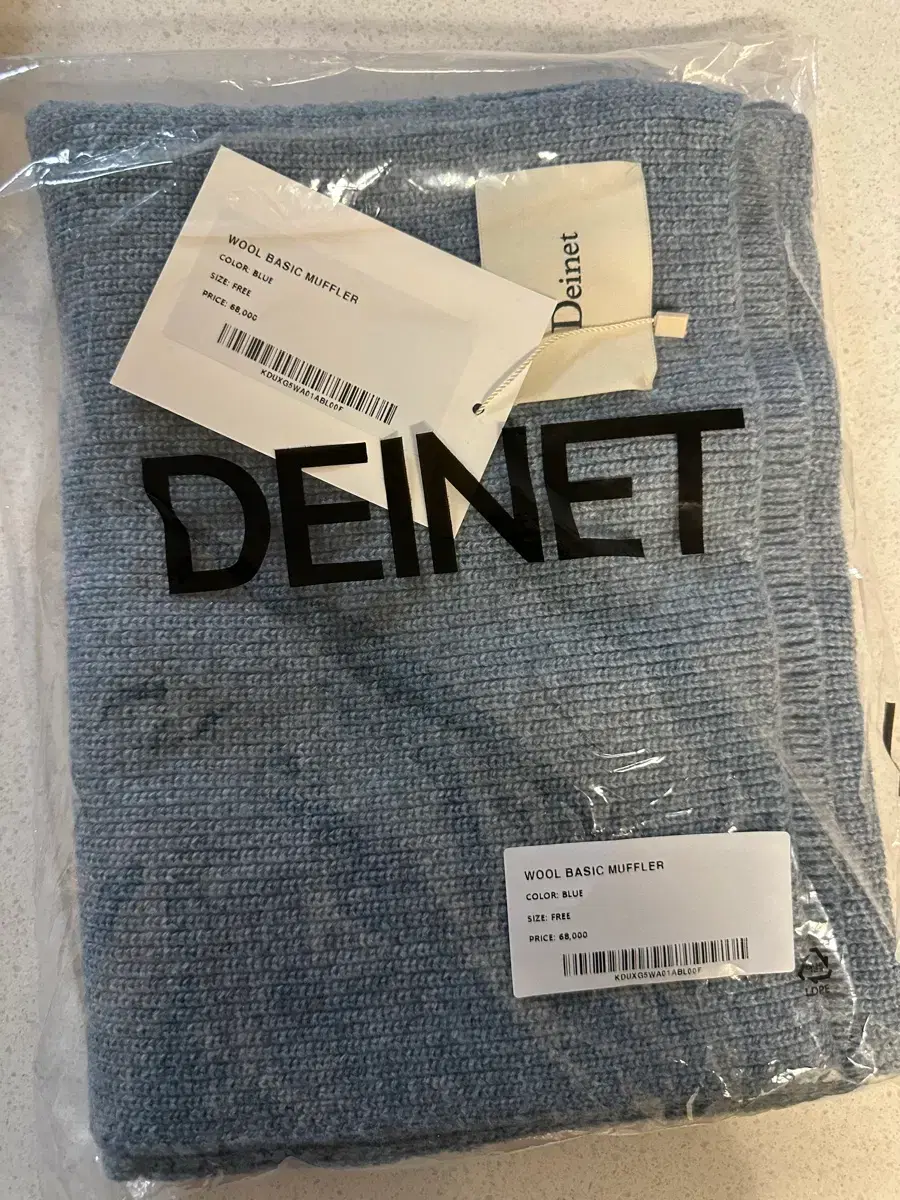 WOOL BASIC MUFFLER
COLOR: BLUE
SIZE: FREE
PRICE: 68,000
KDUXG5WA01ABL00F
Deinet
DEINET
WOOL BASIC MUFFLER
COLOR: BLUE
SIZE: FREE
PRICE: 68,000
KDUXG5WA01ABL00F
LDPE